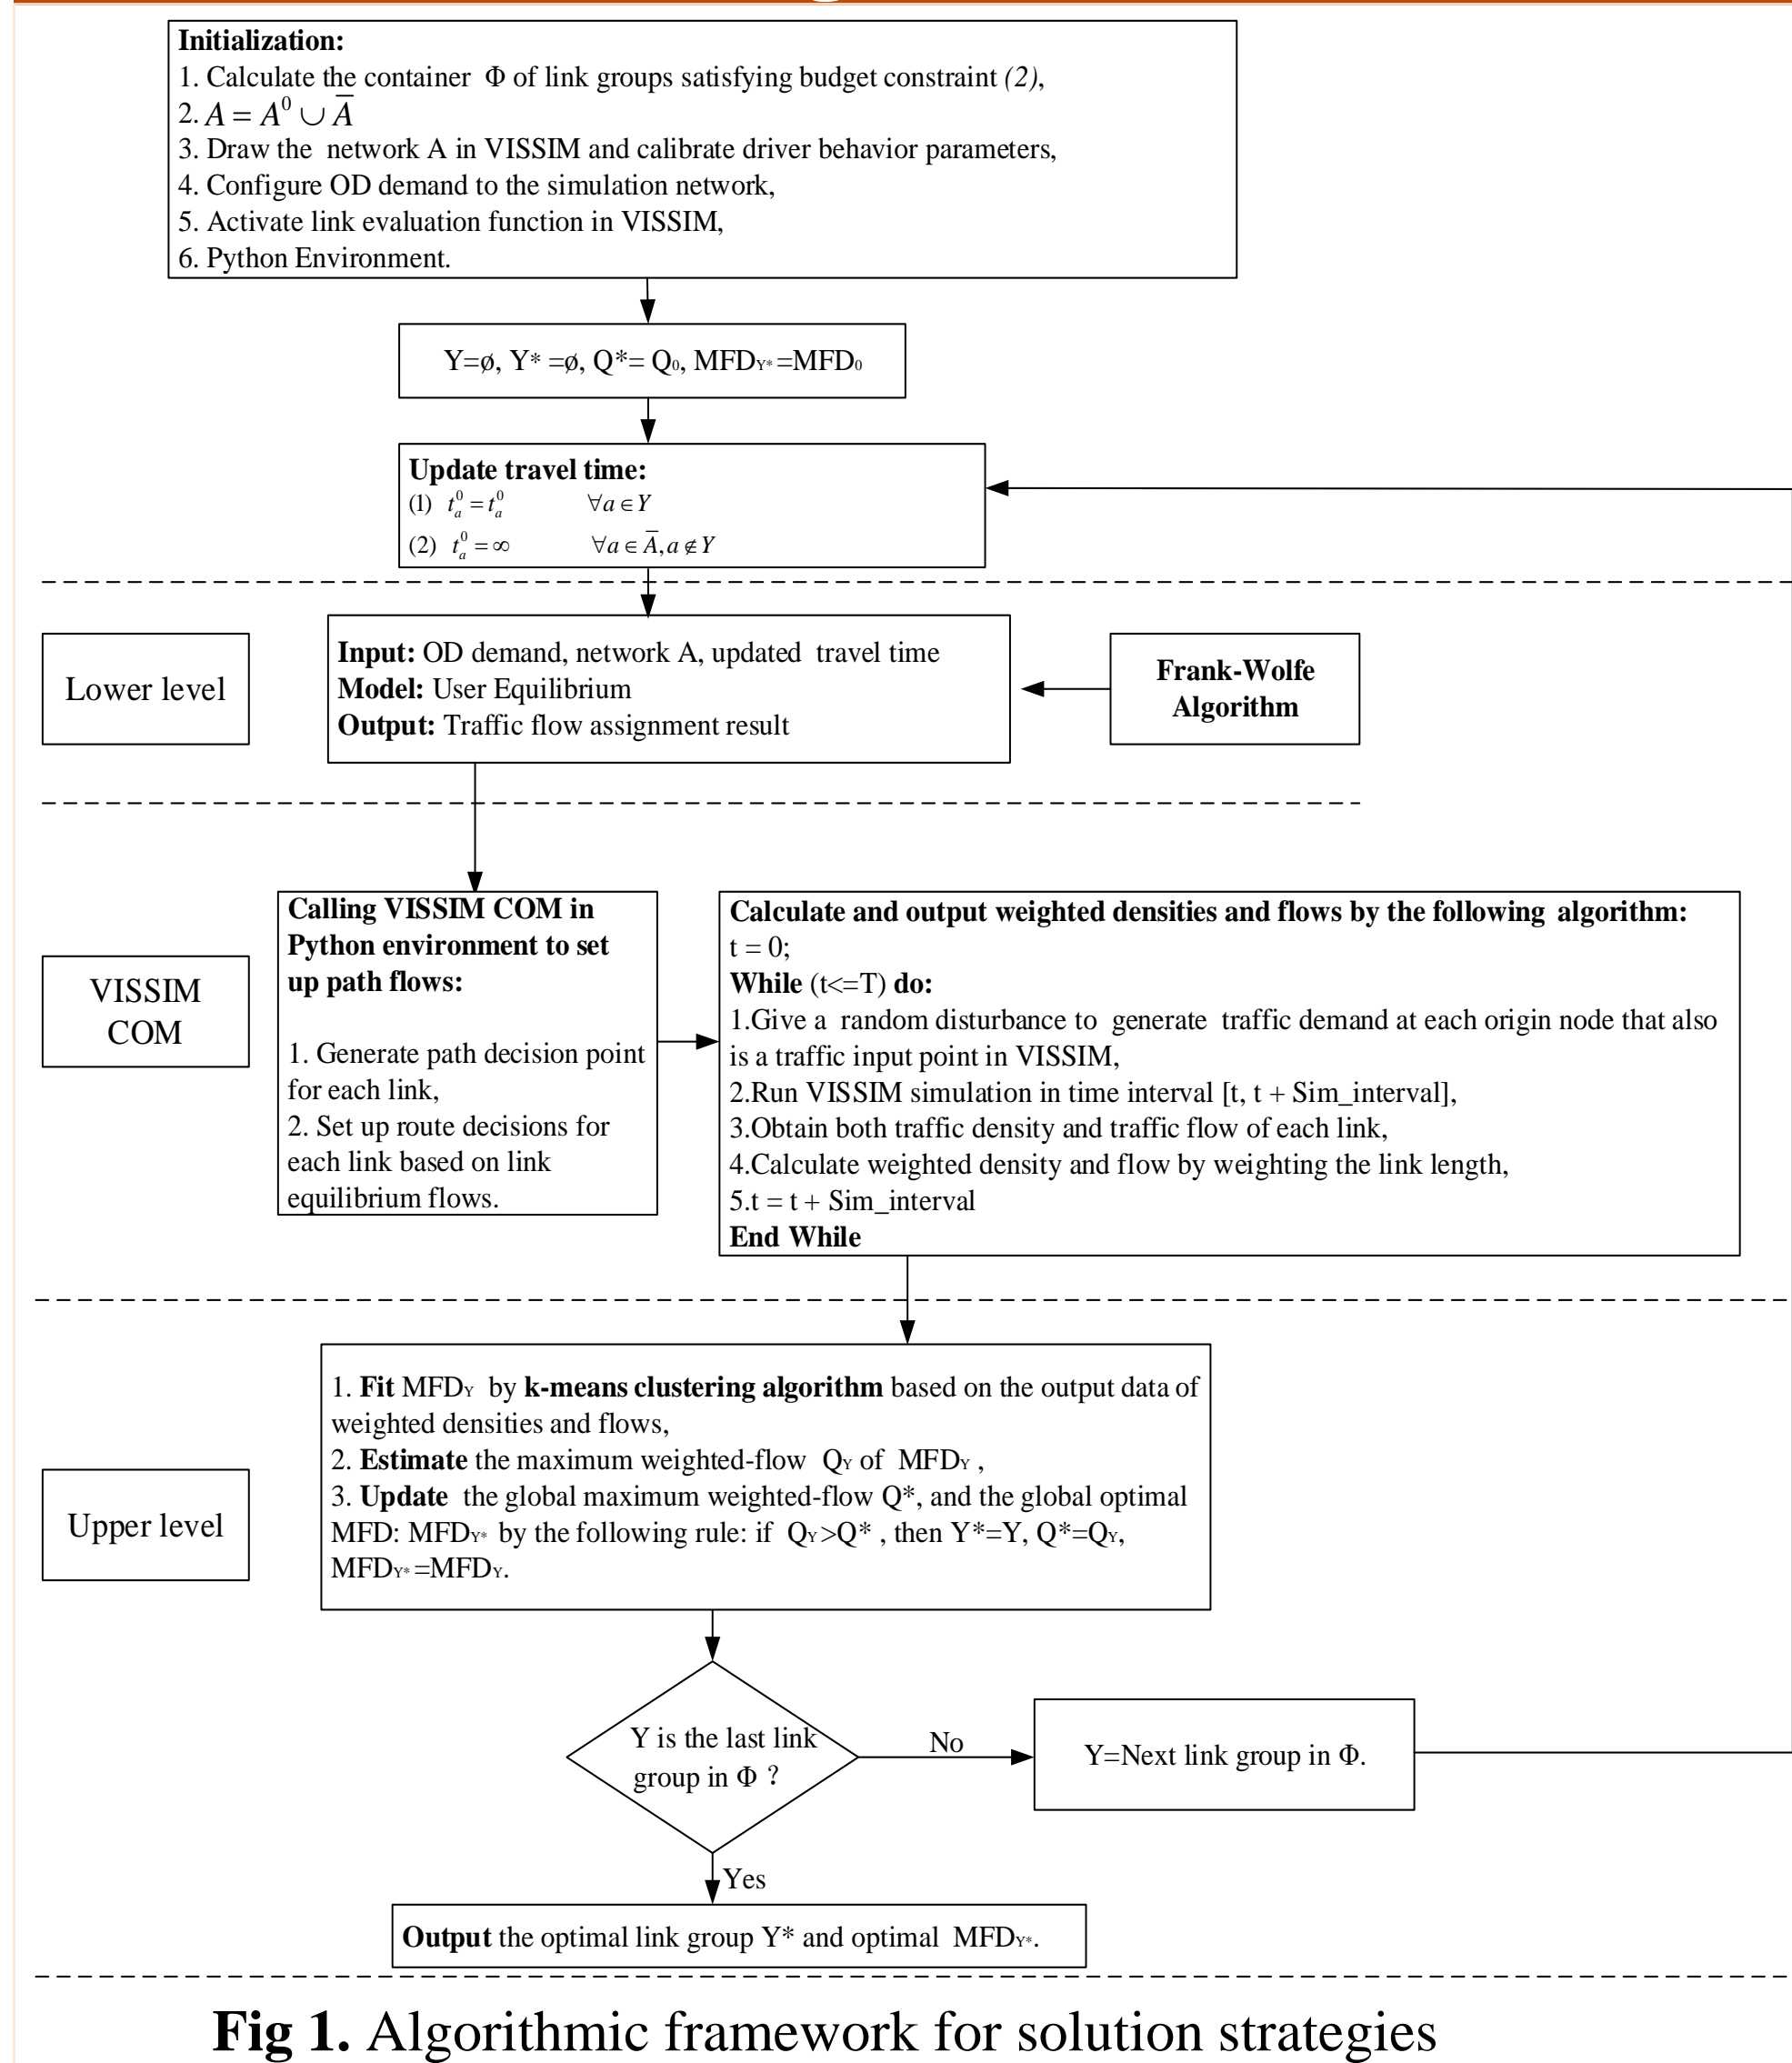 Initialization:
1. Calculate the container Φ of link groups satisfying budget constraint (2),
2. A = A⁰ ∪ A̅
3. Draw the network A in VISSIM and calibrate driver behavior parameters,
4. Configure OD demand to the simulation network,
5. Activate link evaluation function in VISSIM,
6. Python Environment.
Y=ø, Y* =ø, Q*= Q₀, MFDY*=MFD₀
Update travel time:
(1) tₐ⁰ = tₐ⁰ ∀a ∈ Y
(2) tₐ⁰ = ∞ ∀a ∈ A̅, a ∉ Y
Lower level
Input: OD demand, network A, updated travel time
Model: User Equilibrium
Output: Traffic flow assignment result
Frank-Wolfe
Algorithm
VISSIM
COM
Calling VISSIM COM in
Python environment to set
up path flows:
1. Generate path decision point
for each link,
2. Set up route decisions for
each link based on link
equilibrium flows.
Calculate and output weighted densities and flows by the following algorithm:
t = 0;
While (t<=T) do:
1.Give a random disturbance to generate traffic demand at each origin node that also
is a traffic input point in VISSIM,
2.Run VISSIM simulation in time interval [t, t + Sim_interval],
3.Obtain both traffic density and traffic flow of each link,
4.Calculate weighted density and flow by weighting the link length,
5.t = t + Sim_interval
End While
Upper level
1. Fit MFDY by k-means clustering algorithm based on the output data of
weighted densities and flows,
2. Estimate the maximum weighted-flow QY of MFDY ,
3. Update the global maximum weighted-flow Q*, and the global optimal
MFD: MFDY* by the following rule: if QY>Q* , then Y*=Y, Q*=QY,
MFDY*=MFDY.
Y is the last link
group in Φ ?
No
Y=Next link group in Φ.
Yes
Output the optimal link group Y* and optimal MFDY*.
Fig 1. Algorithmic framework for solution strategies